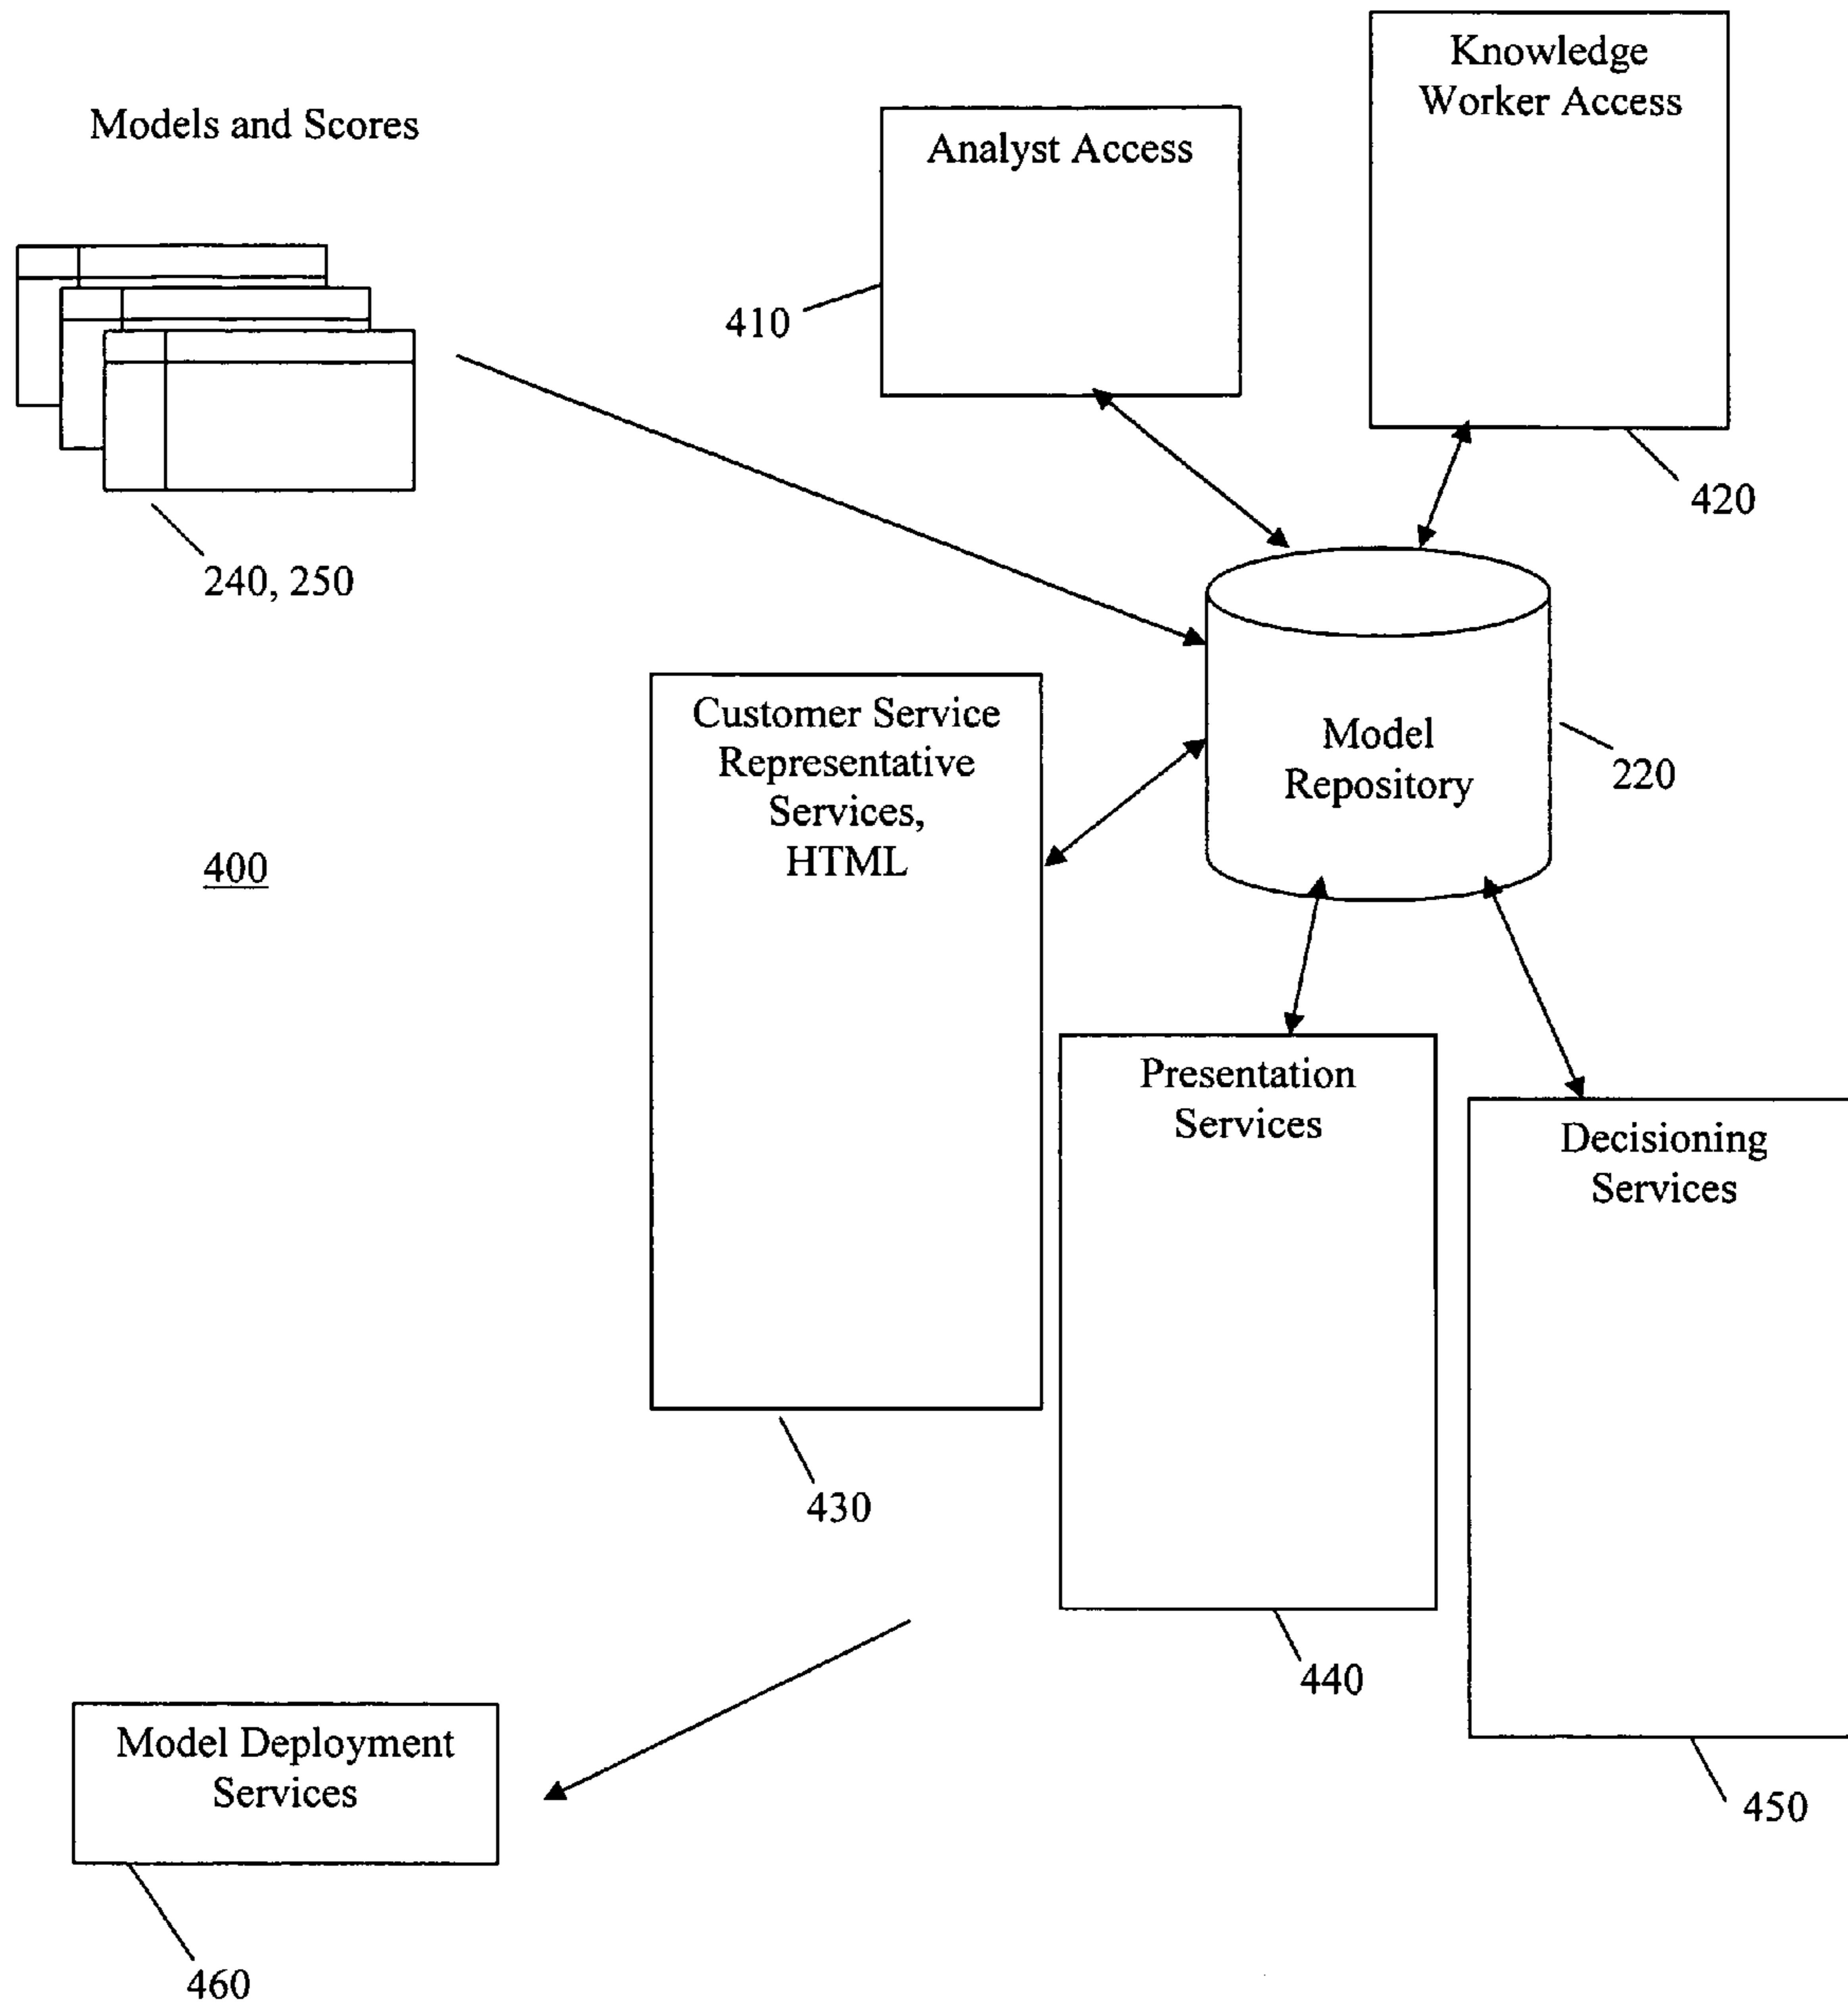 Knowledge
Worker Access
Models and Scores
Analyst Access
410
420
240, 250
Customer Service
Representative
Services,
HTML
Model
Repository
220
400
Presentation
Services
Decisioning
Services
430
440
Model Deployment
Services
450
460